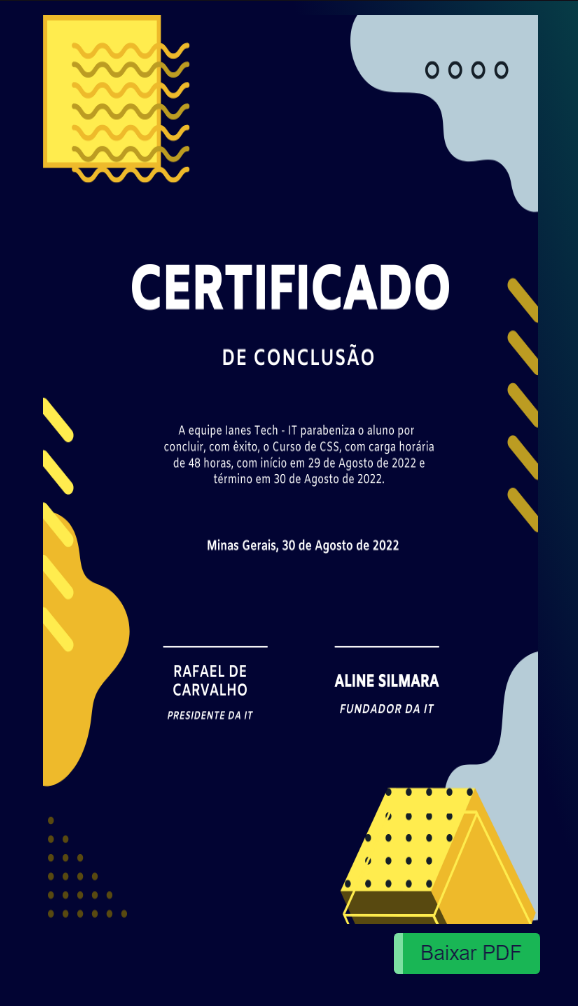 CERTIFICADO
DE CONCLUSÃO
A equipe Ianes Tech - IT parabeniza o aluno por
concluir, com êxito, o Curso de CSS, com carga horária
de 48 horas, com início em 29 de Agosto de 2022 e
término em 30 de Agosto de 2022.
Minas Gerais, 30 de Agosto de 2022
RAFAEL DE
CARVALHO
PRESIDENTE DA IT
ALINE SILMARA
FUNDADOR DA IT
Baixar PDF